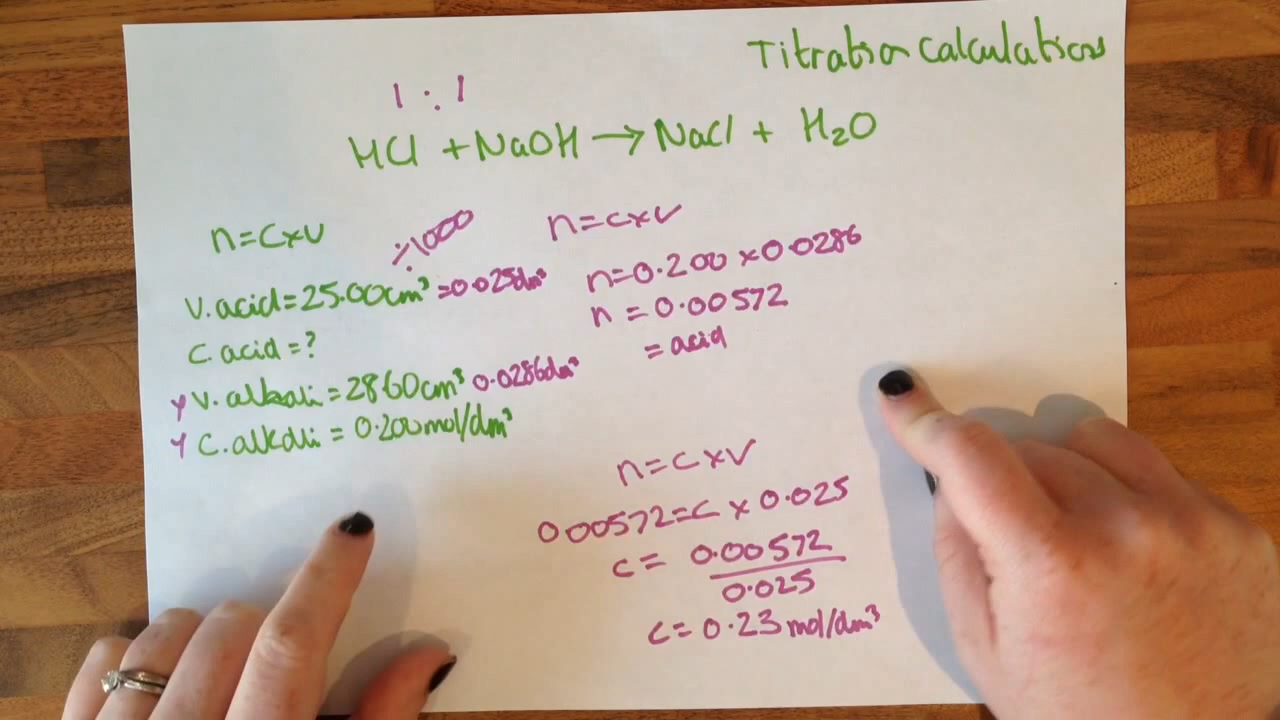 Titration Calculations
1 : 1
HCl + NaOH → NaCl + H₂O
n=c×v
÷1000
v. acid = 25.00cm³ = 0.025dm³
c. acid = ?
Y v. alkali = 2860cm³ 0.0286dm³
Y c. alkali = 0.200mol/dm³
n=c×v
n=0.200 ×0.0286
n = 0.00572
= acid
n=c×v
0.00572=c × 0.025
c= 0.00572
0.025
c= 0.23 mol/dm³